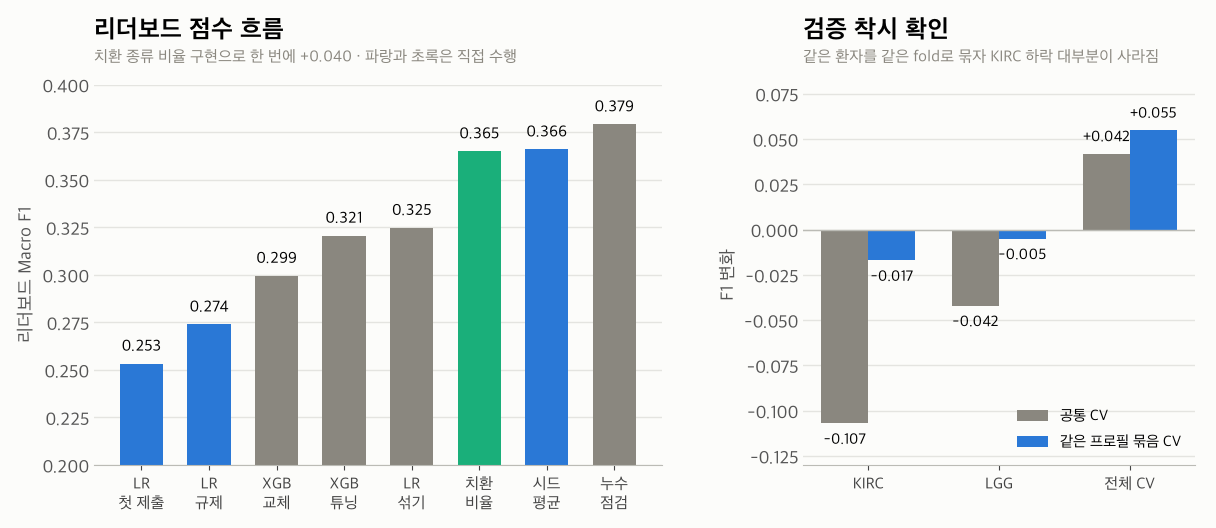 리더보드 점수 흐름
치환 종류 비율 구현으로 한 번에 +0.040 · 파랑과 초록은 직접 수행
리더보드 Macro F1
0.400
0.375
0.350
0.325
0.300
0.275
0.250
0.225
0.200
0.253
0.274
0.299
0.321
0.325
0.365
0.366
0.379
LR
첫 제출
LR
규제
XGB
교체
XGB
튜닝
LR
섞기
치환
비율
시드
평균
누수
점검
검증 착시 확인
같은 환자를 같은 fold로 묶자 KIRC 하락 대부분이 사라짐
F1 변화
0.075
0.050
0.025
0.000
−0.025
−0.050
−0.075
−0.100
−0.125
−0.107
−0.017
−0.042
−0.005
+0.042
+0.055
KIRC
LGG
전체 CV
공통 CV
같은 프로필 묶음 CV